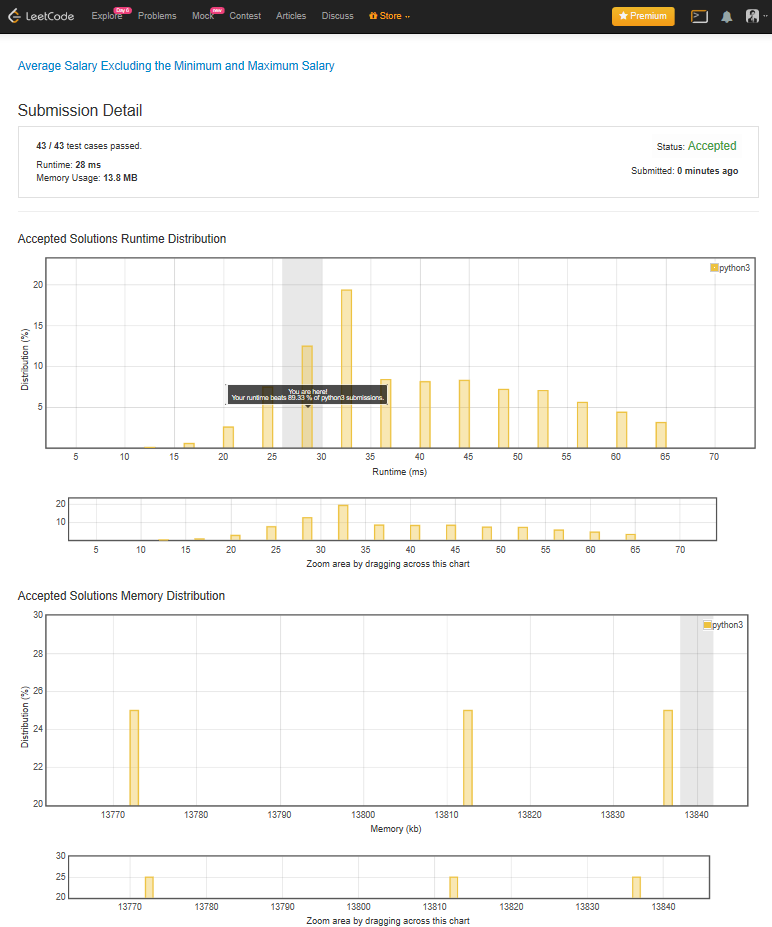 LeetCode Explore Day 6 Problems Mock new Contest Articles Discuss Store Premium
Average Salary Excluding the Minimum and Maximum Salary
Submission Detail
43 / 43 test cases passed.
Status: Accepted
Runtime: 28 ms
Memory Usage: 13.8 MB
Submitted: 0 minutes ago
Accepted Solutions Runtime Distribution
python3
20
15
10
5
Distribution (%)
You are here!
Your runtime beats 89.33 % of python3 submissions.
5 10 15 20 25 30 35 40 45 50 55 60 65 70
Runtime (ms)
20
10
5 10 15 20 25 30 35 40 45 50 55 60 65 70
Zoom area by dragging across this chart
Accepted Solutions Memory Distribution
python3
30
28
26
24
22
20
Distribution (%)
13770 13780 13790 13800 13810 13820 13830 13840
Memory (kb)
30
25
20
13770 13780 13790 13800 13810 13820 13830 13840
Zoom area by dragging across this chart